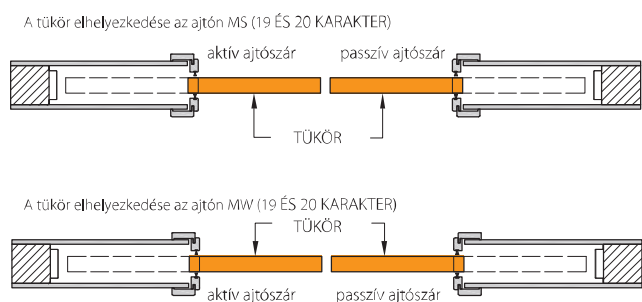 A tükör elhelyezkedése az ajtón MS (19 ÉS 20 KARAKTER)
aktív ajtószár passzív ajtószár
TÜKÖR
A tükör elhelyezkedése az ajtón MW (19 ÉS 20 KARAKTER)
TÜKÖR
aktív ajtószár passzív ajtószár